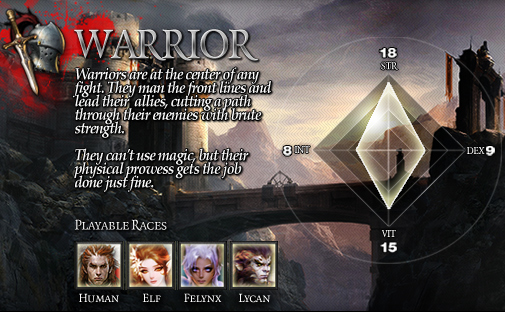 WARRIOR
Warriors are at the center of any
fight. They man the front lines and
lead their allies, cutting a path
through their enemies with brute
strength.
They can't use magic, but their
physical prowess gets the job
done just fine.
18
STR
8 INT
DEX 9
VIT
15
PLAYABLE RACES
HUMAN ELF FELYNX LYCAN